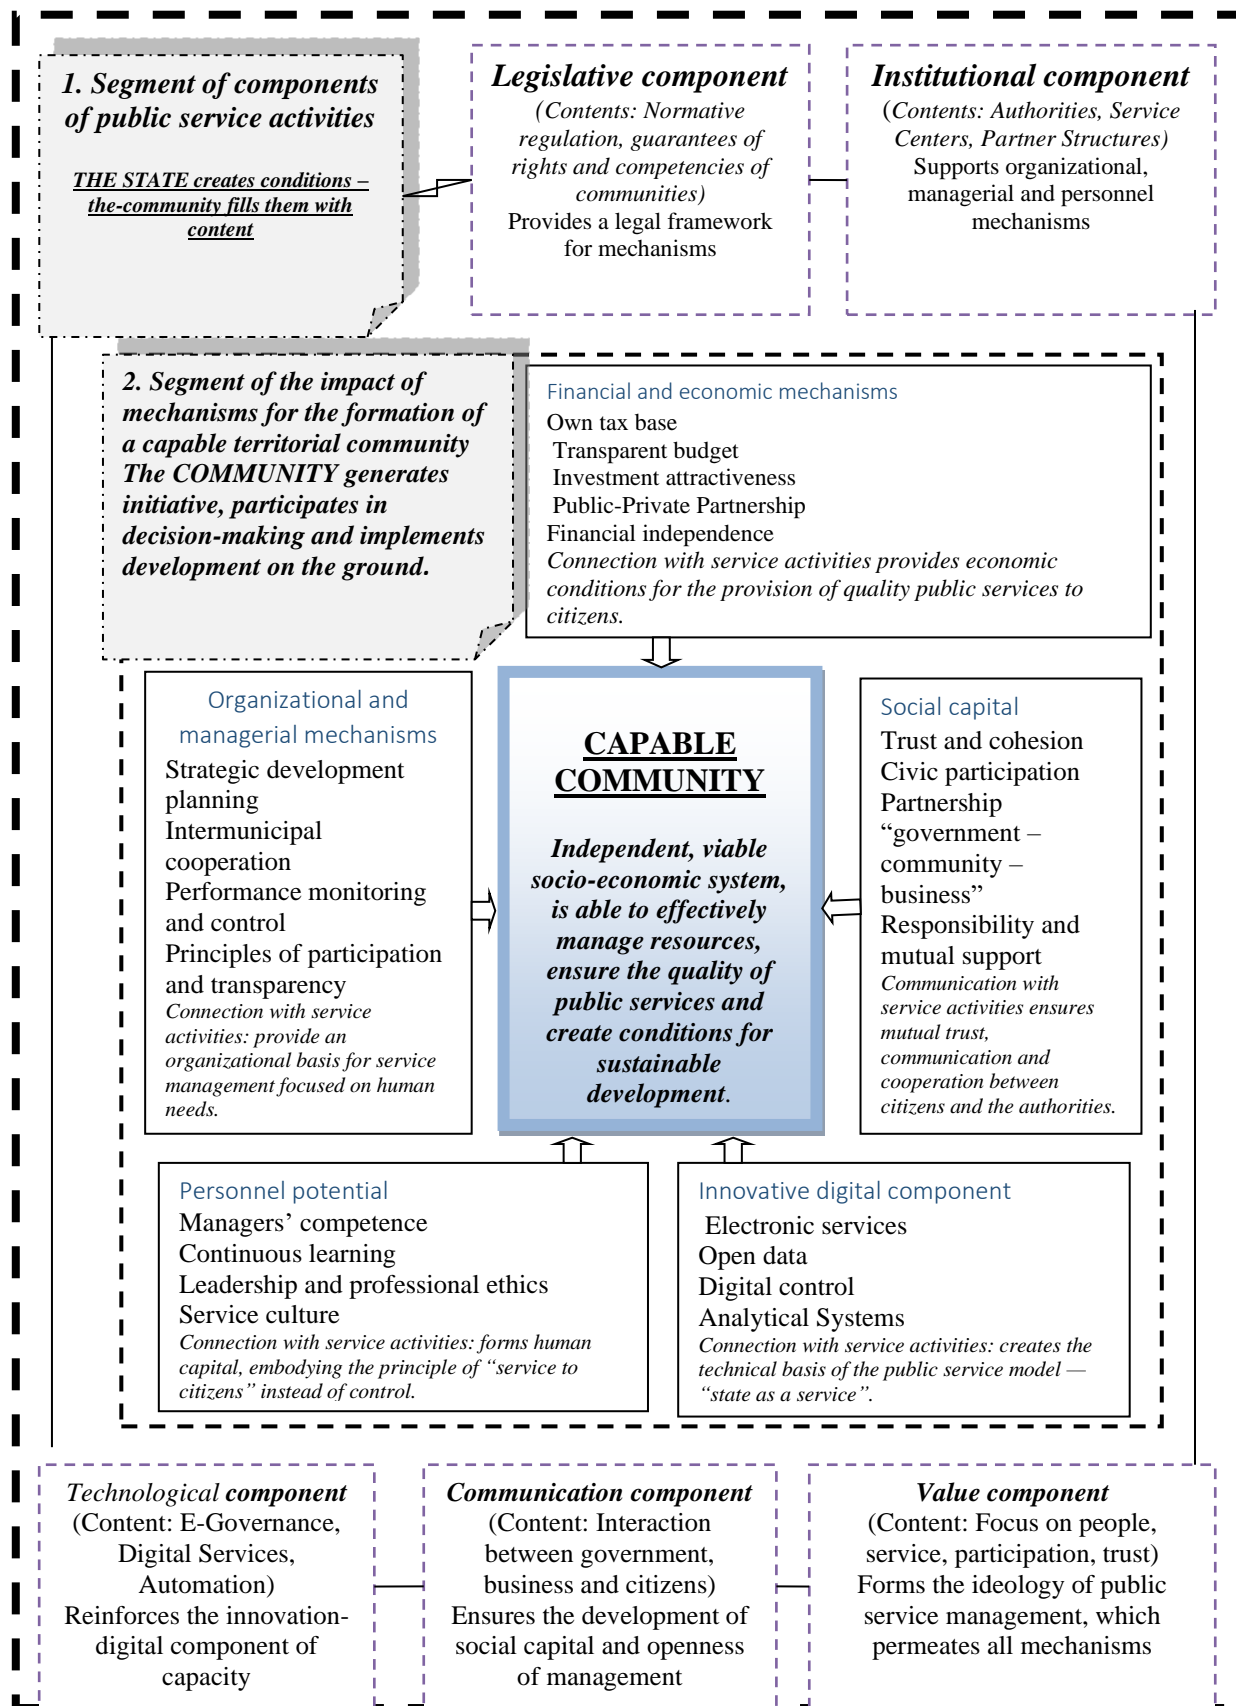 1. Segment of components
of public service activities
THE STATE creates conditions –
the-community fills them with
content
Legislative component
(Contents: Normative
regulation, guarantees of
rights and competencies of
communities)
Provides a legal framework
for mechanisms
Institutional component
(Contents: Authorities, Service
Centers, Partner Structures)
Supports organizational,
managerial and personnel
mechanisms
2. Segment of the impact of
mechanisms for the formation of
a capable territorial community
The COMMUNITY generates
initiative, participates in
decision-making and implements
development on the ground.
Financial and economic mechanisms
Own tax base
Transparent budget
Investment attractiveness
Public-Private Partnership
Financial independence
Connection with service activities provides economic
conditions for the provision of quality public services to
citizens.
Organizational and
managerial mechanisms
Strategic development
planning
Intermunicipal
cooperation
Performance monitoring
and control
Principles of participation
and transparency
Connection with service
activities: provide an
organizational basis for service
management focused on human
needs.
CAPABLE
COMMUNITY
Independent, viable
socio-economic system,
is able to effectively
manage resources,
ensure the quality of
public services and
create conditions for
sustainable
development.
Social capital
Trust and cohesion
Civic participation
Partnership
“government –
community –
business”
Responsibility and
mutual support
Communication with
service activities ensures
mutual trust,
communication and
cooperation between
citizens and the authorities.
Personnel potential
Managers’ competence
Continuous learning
Leadership and professional ethics
Service culture
Connection with service activities: forms human
capital, embodying the principle of “service to
citizens” instead of control.
Innovative digital component
Electronic services
Open data
Digital control
Analytical Systems
Connection with service activities: creates the
technical basis of the public service model —
“state as a service”.
Technological component
(Content: E-Governance,
Digital Services,
Automation)
Reinforces the innovation-
digital component of
capacity
Communication component
(Content: Interaction
between government,
business and citizens)
Ensures the development of
social capital and openness
of management
Value component
(Content: Focus on people,
service, participation, trust)
Forms the ideology of public
service management, which
permeates all mechanisms